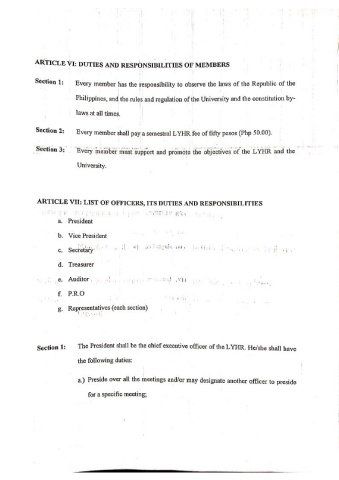 ARTICLE VI: DUTIES AND RESPONSIBILITIES OF MEMBERS
Section 1: Every member has the responsibility to observe the laws of the Republic of the
Philippines, and the rules and regulation of the University and the constitution by-
laws at all times.
Section 2: Every member shall pay a semestral LYHR fee of fifty pesos (Php 50.00).
Section 3: Every member must support and promote the objectives of the LYHR and the
University.
ARTICLE VII: LIST OF OFFICERS, ITS DUTIES AND RESPONSIBILITIES
a. President
b. Vice President
c. Secretary
d. Treasurer
e. Auditor
f. P.R.O
g. Representatives (each section)
Section 1: The President shall be the chief executive officer of the LYHR. He/she shall have
the following duties:
a.) Preside over all the meetings and/or may designate another officer to preside
for a specific meeting;